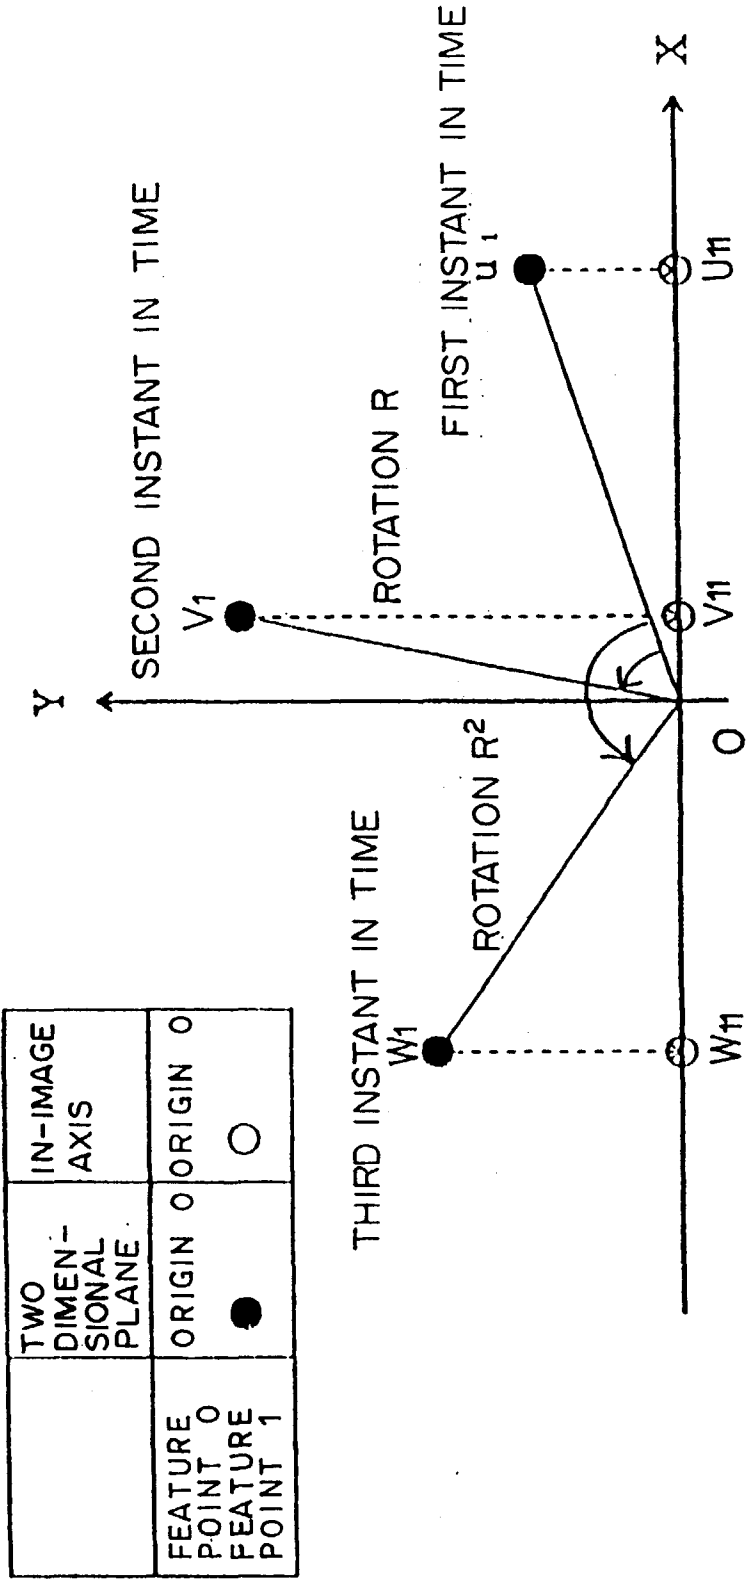 TWO
DIMEN-
SIONAL
PLANE
IN-IMAGE
AXIS
FEATURE
POINT 0
FEATURE
POINT 1
ORIGIN O
ORIGIN O
THIRD INSTANT IN TIME
W1
ROTATION R2
W11
Y
SECOND INSTANT IN TIME
V1
ROTATION R
V11
O
FIRST INSTANT IN TIME
u1
U11
X